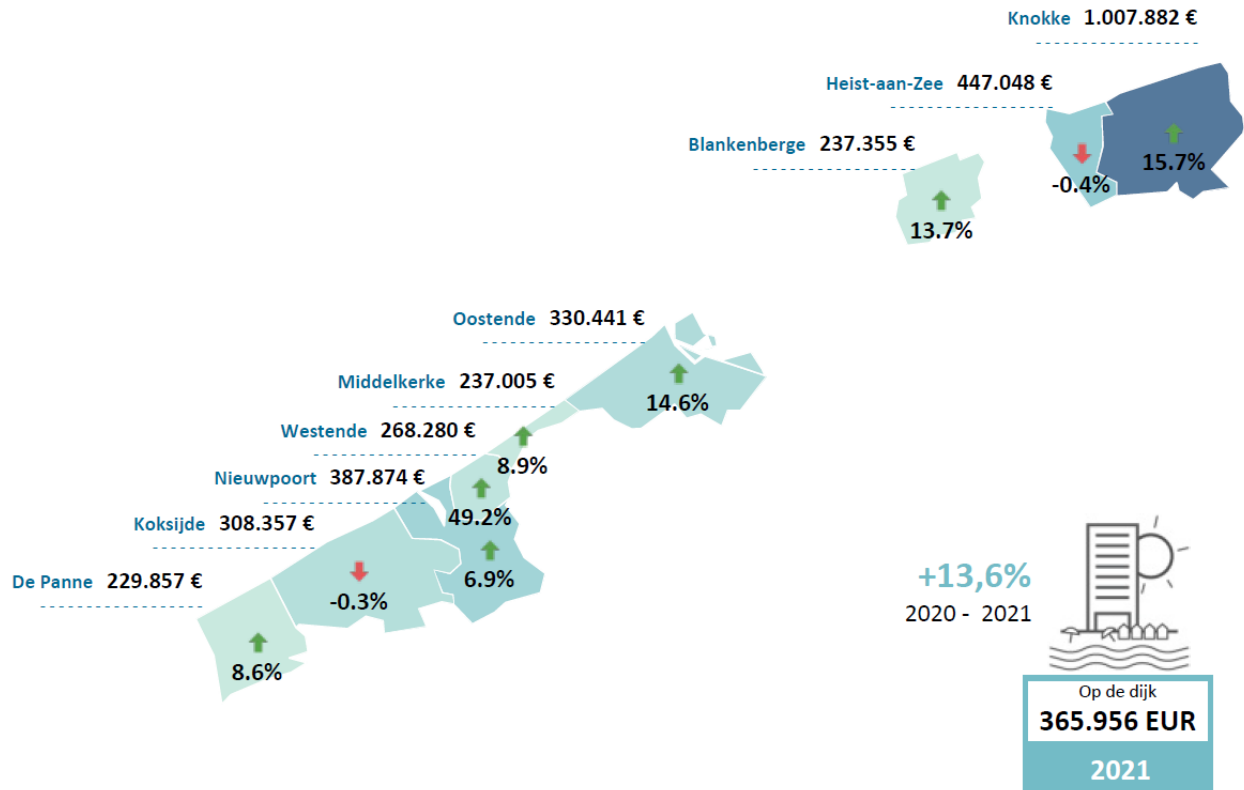 Knokke 1.007.882 €
Heist-aan-Zee 447.048 €
Blankenberge 237.355 €
15.7%
-0.4%
13.7%
Oostende 330.441 €
Middelkerke 237.005 €
14.6%
Westende 268.280 €
8.9%
Nieuwpoort 387.874 €
49.2%
Koksijde 308.357 €
6.9%
De Panne 229.857 €
-0.3%
8.6%
+13,6%
2020 - 2021
Op de dijk
365.956 EUR
2021